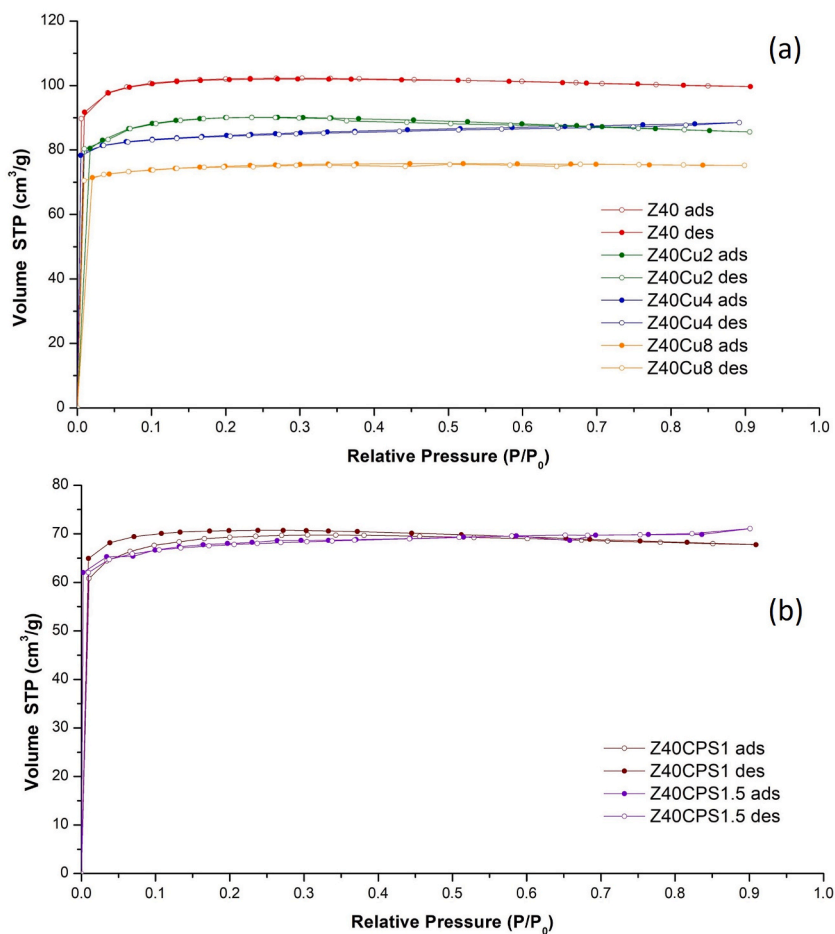 (a)
120
100
80
60
40
20
0
Volume STP (cm³/g)
Z40 ads
Z40 des
Z40Cu2 ads
Z40Cu2 des
Z40Cu4 ads
Z40Cu4 des
Z40Cu8 ads
Z40Cu8 des
0.0 0.1 0.2 0.3 0.4 0.5 0.6 0.7 0.8 0.9 1.0
Relative Pressure (P/P₀)
(b)
80
70
60
50
40
30
20
10
0
Volume STP (cm³/g)
Z40CPS1 ads
Z40CPS1 des
Z40CPS1.5 ads
Z40CPS1.5 des
0.0 0.1 0.2 0.3 0.4 0.5 0.6 0.7 0.8 0.9 1.0
Relative Pressure (P/P₀)